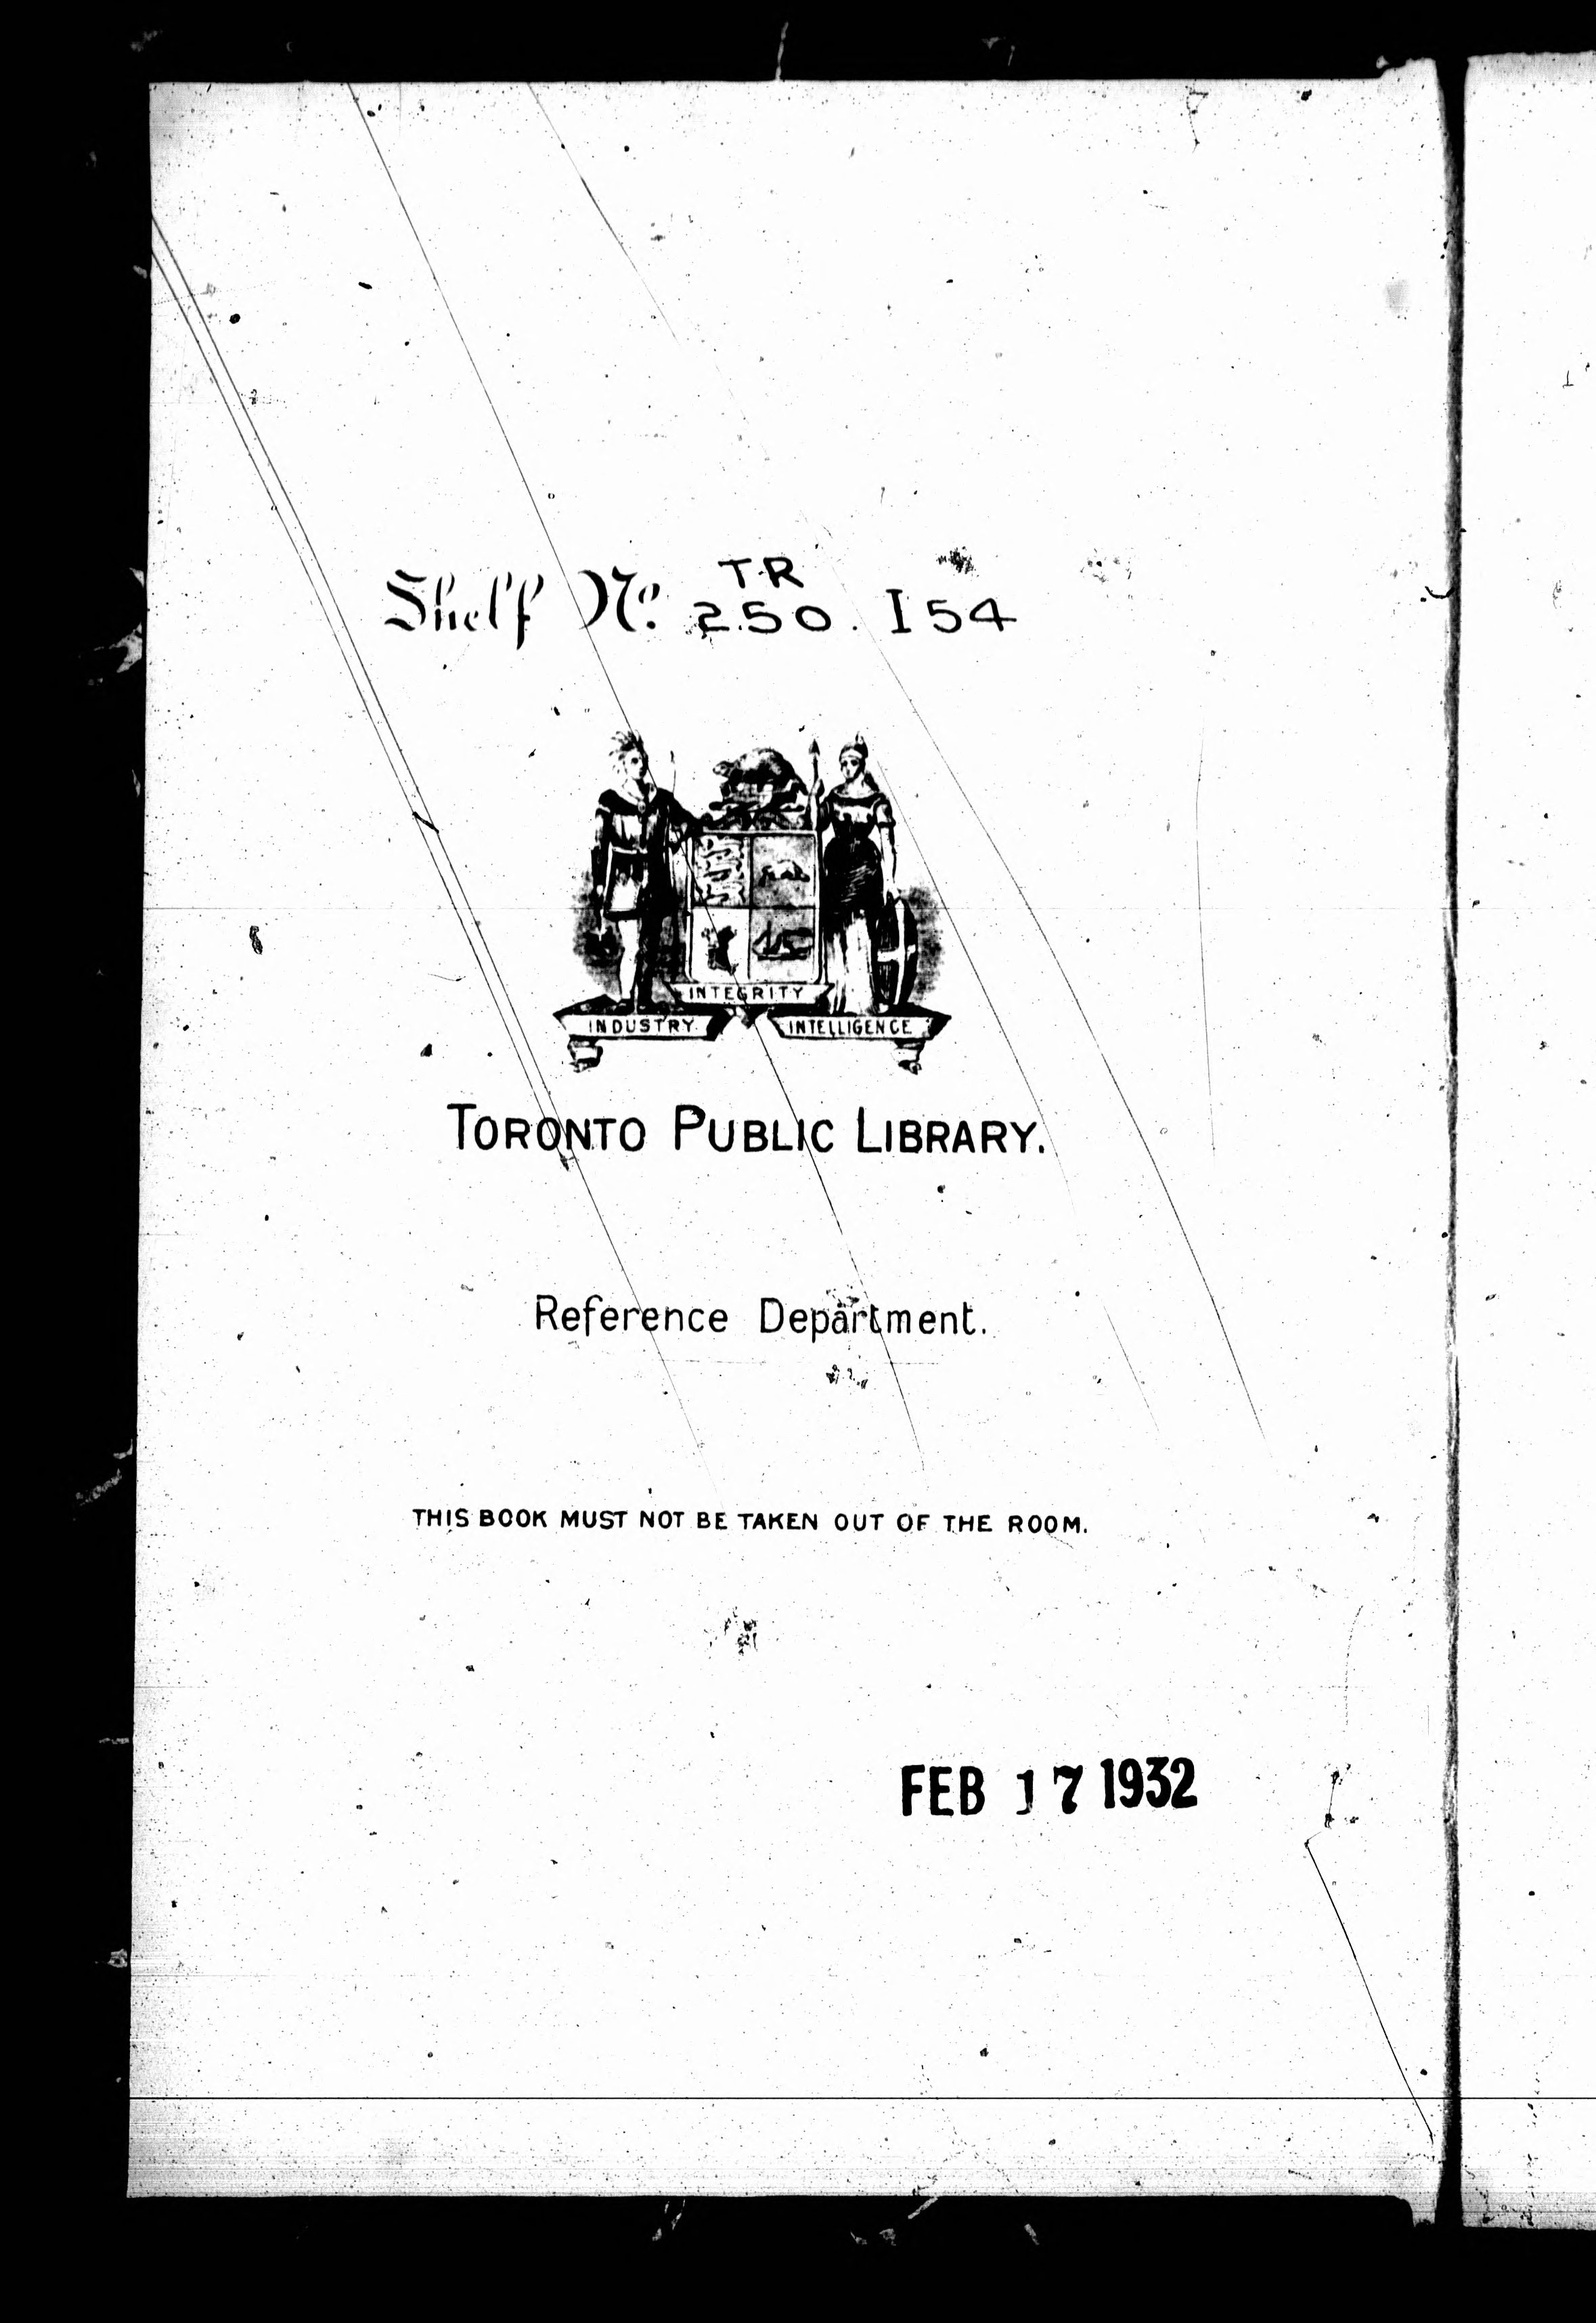 Shelf No. TR
250. I54
INTEGRITY
INDUSTRY. INTELLIGENCE
TORONTO PUBLIC LIBRARY.
Reference Department.
THIS BOOK MUST NOT BE TAKEN OUT OF THE ROOM.
FEB 17 1932